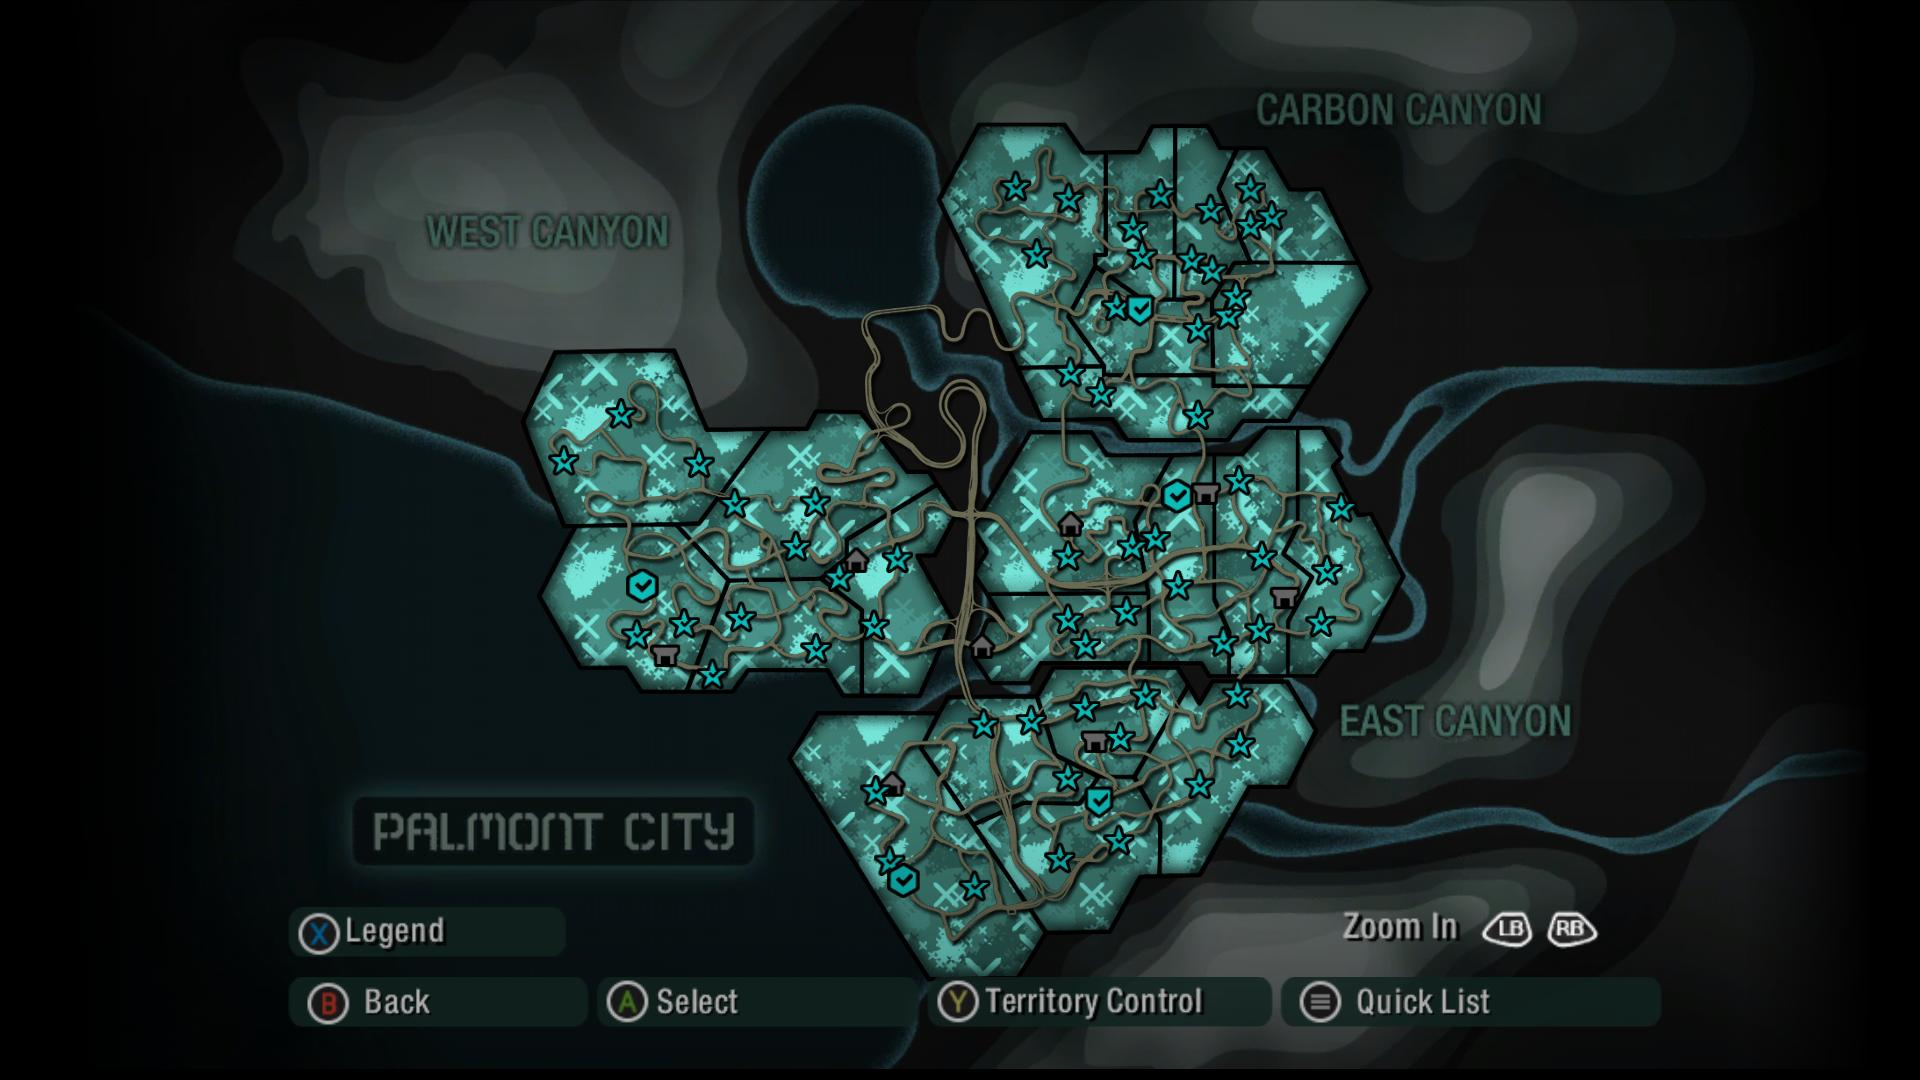 CARBON CANYON
WEST CANYON
EAST CANYON
PALMONT CITY
X Legend
Zoom In LB RB
B Back
A Select
Y Territory Control
Quick List